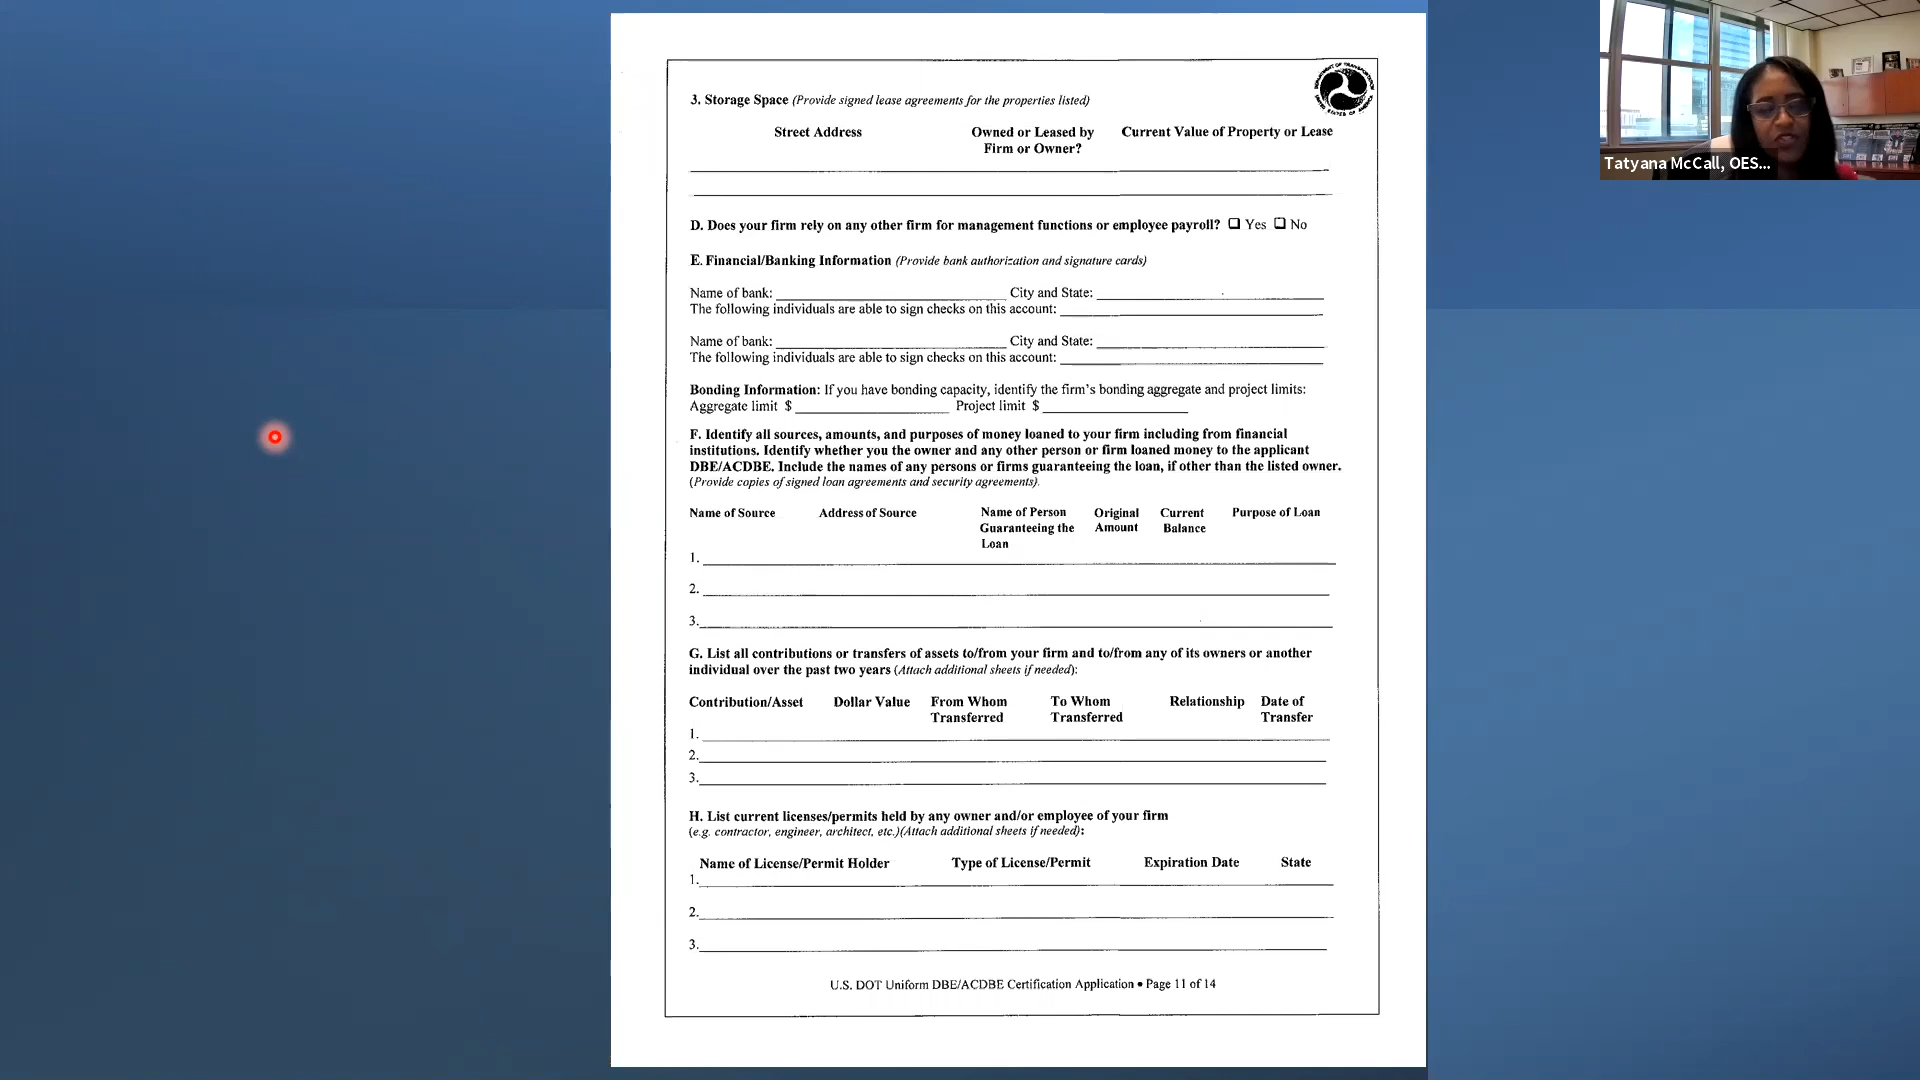 3. Storage Space (Provide signed lease agreements for the properties listed)
Street Address Owned or Leased by Firm or Owner? Current Value of Property or Lease
D. Does your firm rely on any other firm for management functions or employee payroll? ❑ Yes ❑ No
E. Financial/Banking Information (Provide bank authorization and signature cards)
Name of bank: ____ City and State: ____
The following individuals are able to sign checks on this account: ____
Name of bank: ____ City and State: ____
The following individuals are able to sign checks on this account: ____
Bonding Information: If you have bonding capacity, identify the firm's bonding aggregate and project limits:
Aggregate limit $ ____ Project limit $ ____
F. Identify all sources, amounts, and purposes of money loaned to your firm including from financial
institutions. Identify whether you the owner and any other person or firm loaned money to the applicant
DBE/ACDBE. Include the names of any persons or firms guaranteeing the loan, if other than the listed owner.
(Provide copies of signed loan agreements and security agreements).
Name of Source Address of Source Name of Person Guaranteeing the Loan Original Amount Current Balance Purpose of Loan
1.
2.
3.
G. List all contributions or transfers of assets to/from your firm and to/from any of its owners or another
individual over the past two years (Attach additional sheets if needed):
Contribution/Asset Dollar Value From Whom Transferred To Whom Transferred Relationship Date of Transfer
1.
2.
3.
H. List current licenses/permits held by any owner and/or employee of your firm
(e.g. contractor, engineer, architect, etc.)(Attach additional sheets if needed):
Name of License/Permit Holder Type of License/Permit Expiration Date State
1.
2.
3.
U.S. DOT Uniform DBE/ACDBE Certification Application • Page 11 of 14
Tatyana McCall, OES...